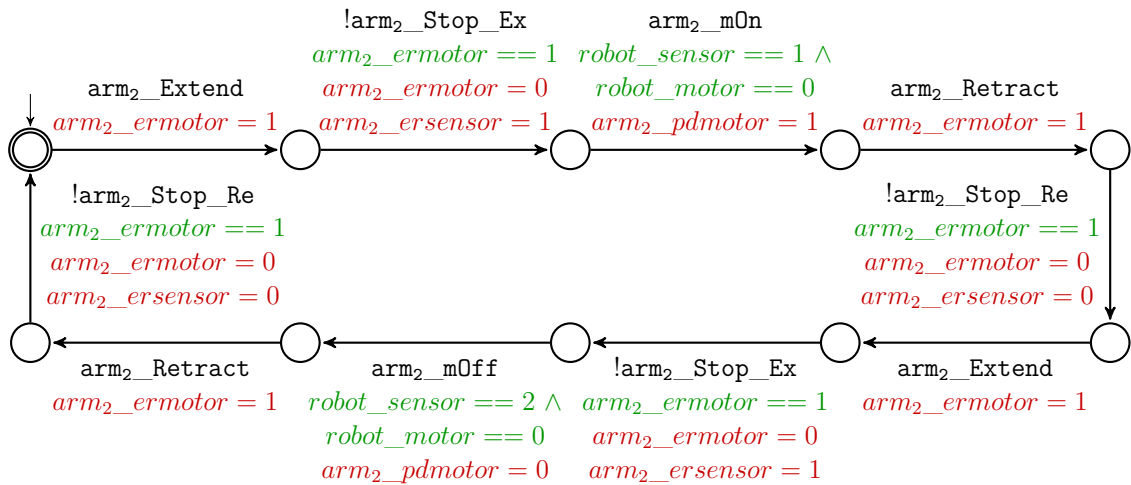 arm₂_Extend
arm₂_ermotor = 1
!arm₂_Stop_Ex
arm₂_ermotor == 1
arm₂_ermotor = 0
arm₂_ersensor = 1
arm₂_mOn
robot_sensor == 1 ∧
robot_motor == 0
arm₂_pdmotor = 1
arm₂_Retract
arm₂_ermotor = 1
!arm₂_Stop_Re
arm₂_ermotor == 1
arm₂_ermotor = 0
arm₂_ersensor = 0
!arm₂_Stop_Re
arm₂_ermotor == 1
arm₂_ermotor = 0
arm₂_ersensor = 0
arm₂_Retract
arm₂_ermotor = 1
arm₂_mOff
robot_sensor == 2 ∧
robot_motor == 0
arm₂_pdmotor = 0
!arm₂_Stop_Ex
arm₂_ermotor == 1
arm₂_ermotor = 0
arm₂_ersensor = 1
arm₂_Extend
arm₂_ermotor = 1